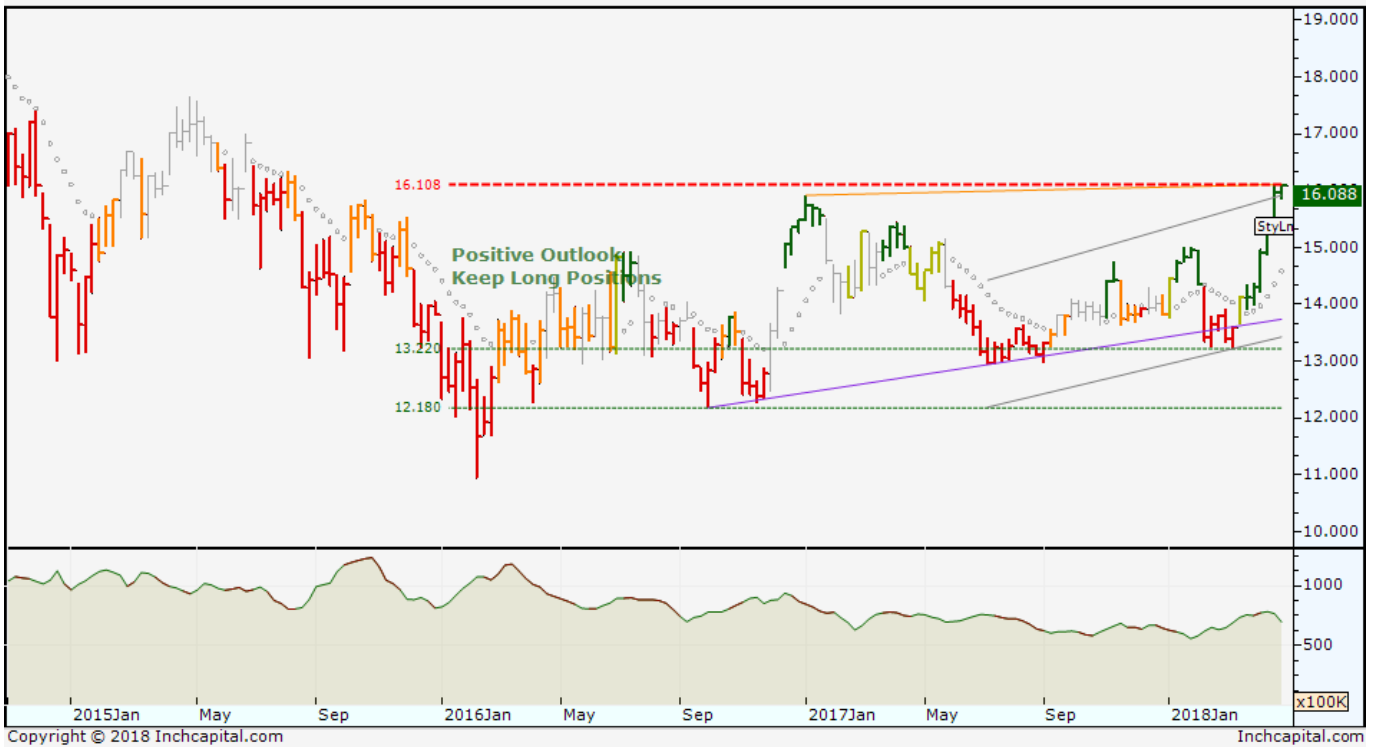 19.000
18.000
17.000
16.108
16.088
StyLn
15.000
Positive Outlook
Keep Long Positions
14.000
13.220
13.000
12.180
12.000
11.000
10.000
1000
500
x100K
2015Jan May Sep 2016Jan May Sep 2017Jan May Sep 2018Jan
Copyright © 2018 Inchcapital.com Inchcapital.com